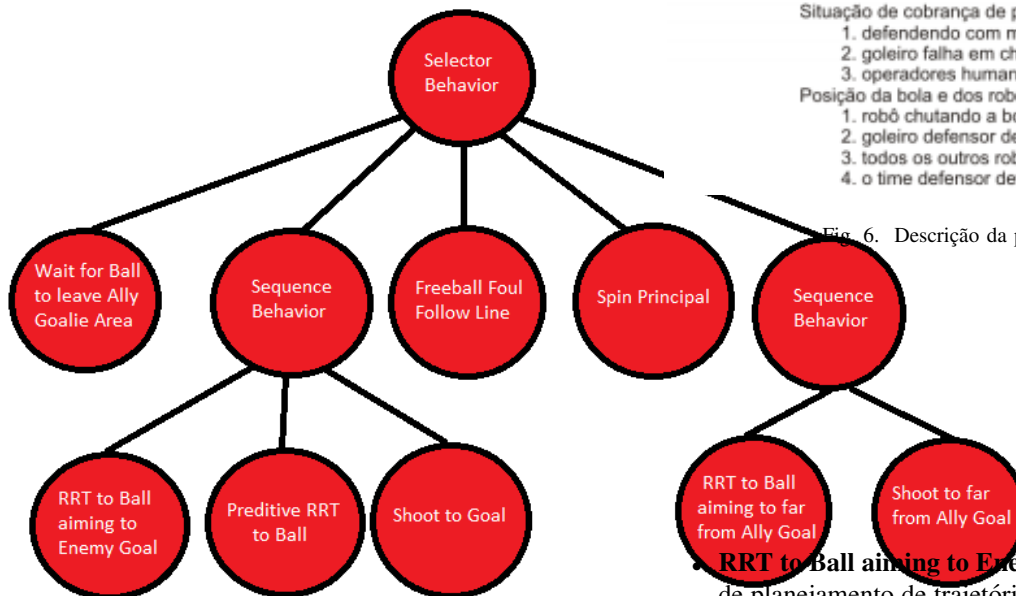 Situação de cobrança de
1. defendendo com
2. goleiro falha em
3. operadores
Posição da bola e dos
1. robô chutando a
2. goleiro defensor
3. todos os outros
4. o time defensor
Fig. 6. Descrição da
Selector
Behavior
Wait for Ball
to leave Ally
Goalie Area
Sequence
Behavior
Freeball Foul
Follow Line
Spin Principal
Sequence
Behavior
RRT to Ball
aiming to
Enemy Goal
Preditive RRT
to Ball
Shoot to Goal
RRT to Ball
aiming to far
from Ally Goal
Shoot to far
from Ally Goal
• RRT to Ball aiming to
de planejamento de